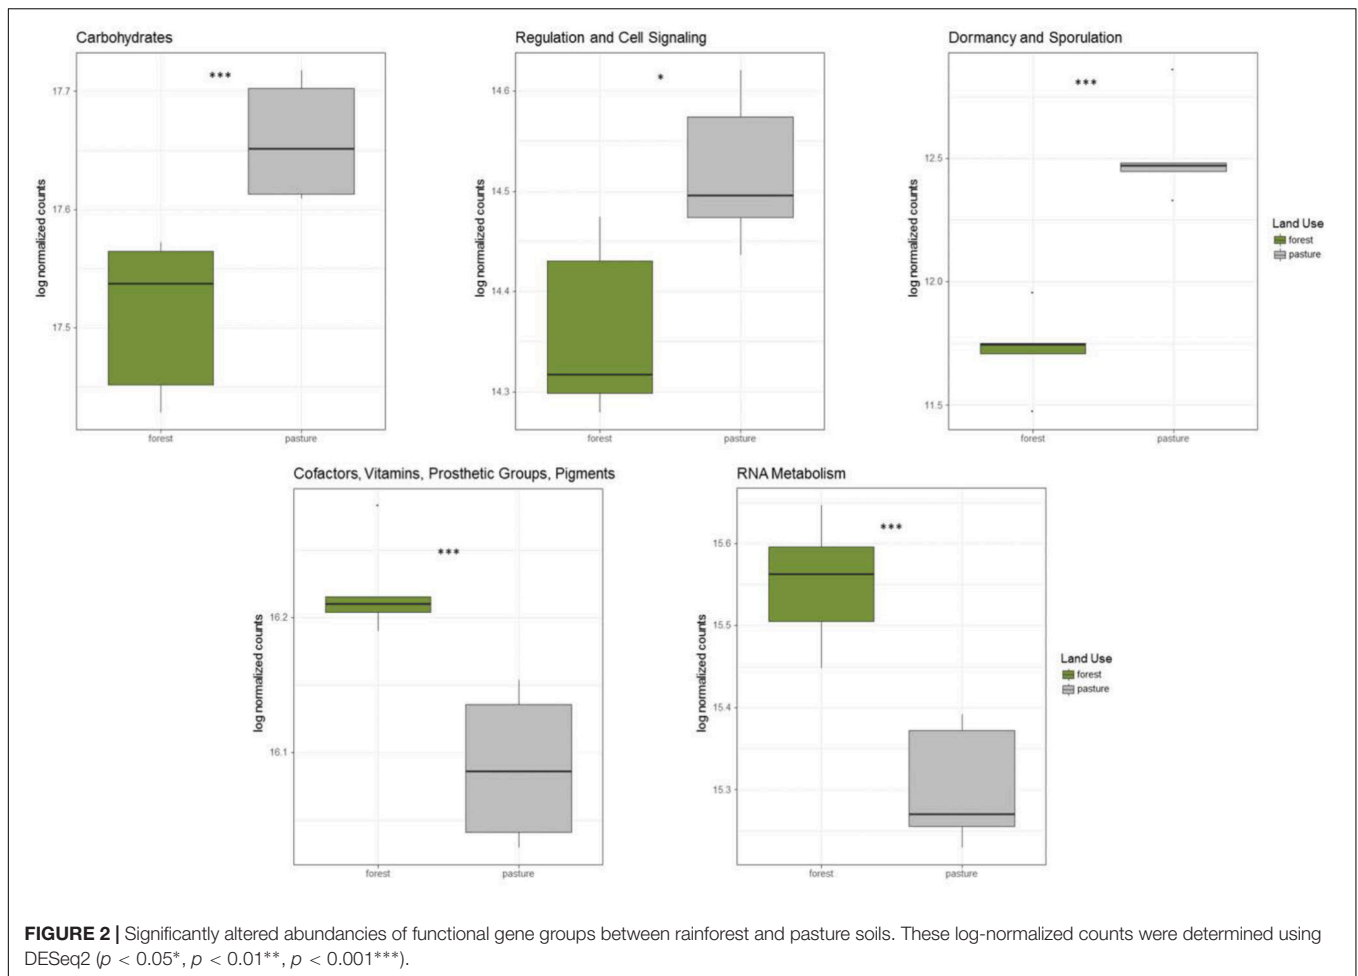 Carbohydrates
***
log normalized counts
17.7
17.6
17.5
forest
pasture
Regulation and Cell Signaling
*
log normalized counts
14.6
14.5
14.4
14.3
forest
pasture
Dormancy and Sporulation
***
log normalized counts
12.5
12.0
11.5
forest
pasture
Land Use
forest
pasture
Cofactors, Vitamins, Prosthetic Groups, Pigments
***
log normalized counts
16.2
16.1
forest
pasture
RNA Metabolism
***
log normalized counts
15.6
15.5
15.4
15.3
forest
pasture
Land Use
forest
pasture
FIGURE 2 | Significantly altered abundancies of functional gene groups between rainforest and pasture soils. These log-normalized counts were determined using
DESeq2 (p < 0.05*, p < 0.01**, p < 0.001***).